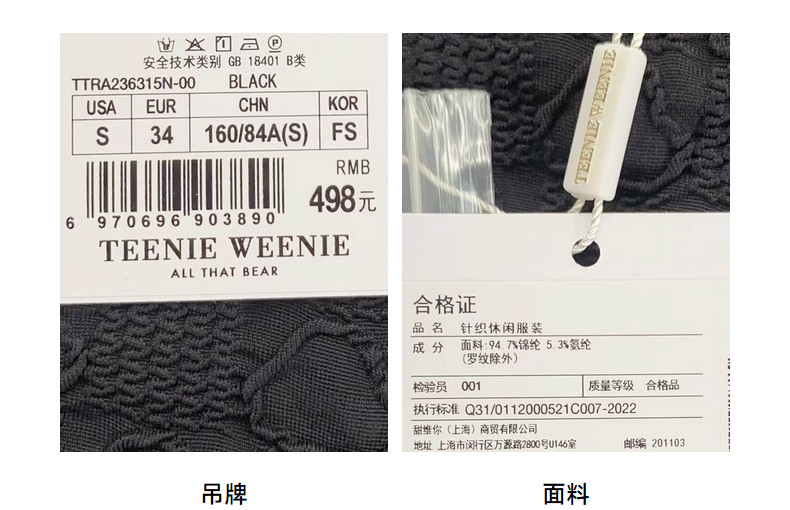 安全技术类别 GB 18401 B类
TTRA236315N-00 BLACK
USA EUR CHN KOR
S 34 160/84A(S) FS
RMB
498元
6 970696 903890
TEENIE WEENIE
ALL THAT BEAR
TEENIE WEENIE
合格证
品 名 针织休闲服装
成 分 面料:94.7%锦纶 5.3%氨纶
(罗纹除外)
检验员 001 质量等级 合格品
执行标准 Q31/0112000521C007-2022
甜维你（上海）商贸有限公司
地址 上海市闵行区万源路2800号U146室 邮编 201103
吊牌
面料